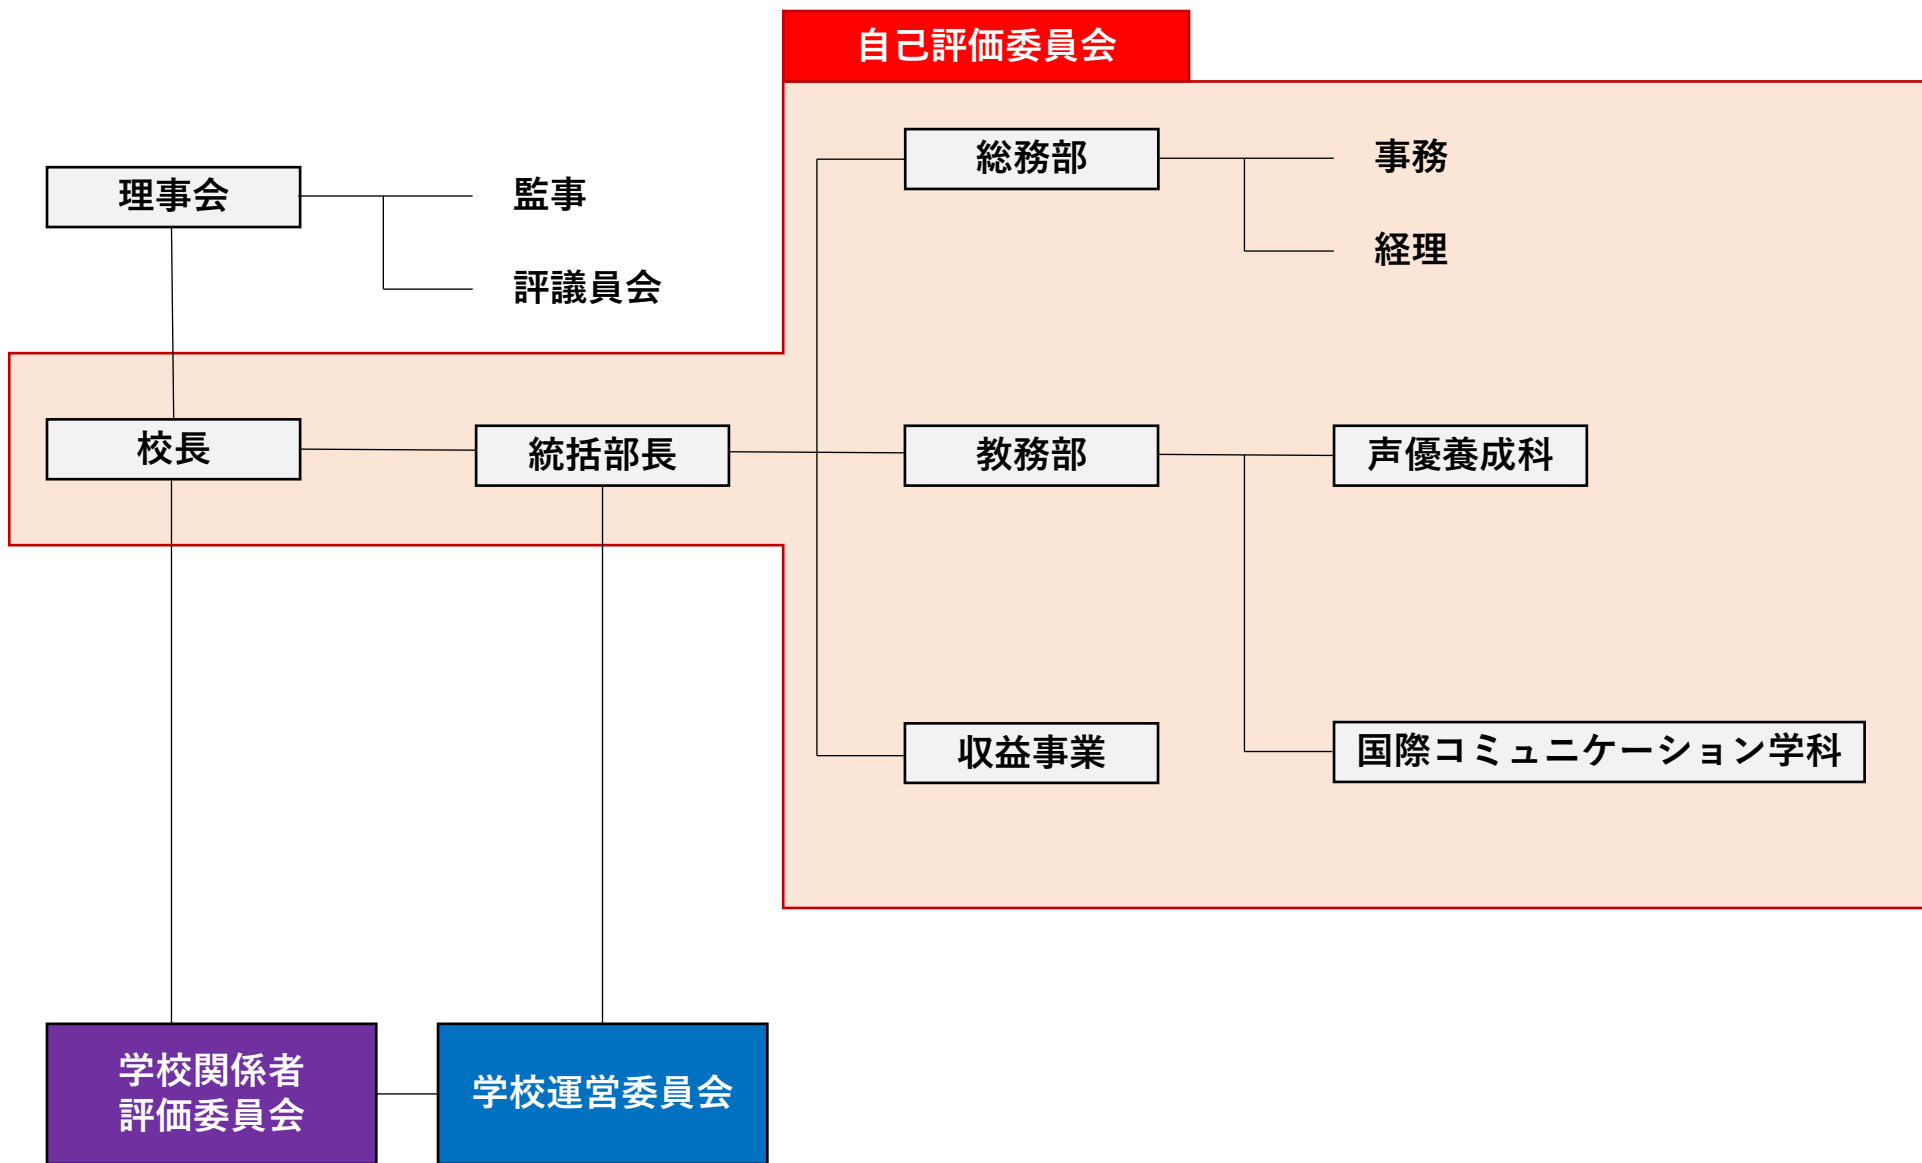 自己評価委員会
総務部
事務
理事会
監事
経理
評議員会
校長
統括部長
教務部
声優養成科
収益事業
国際コミュニケーション学科
学校関係者
評価委員会
学校運営委員会